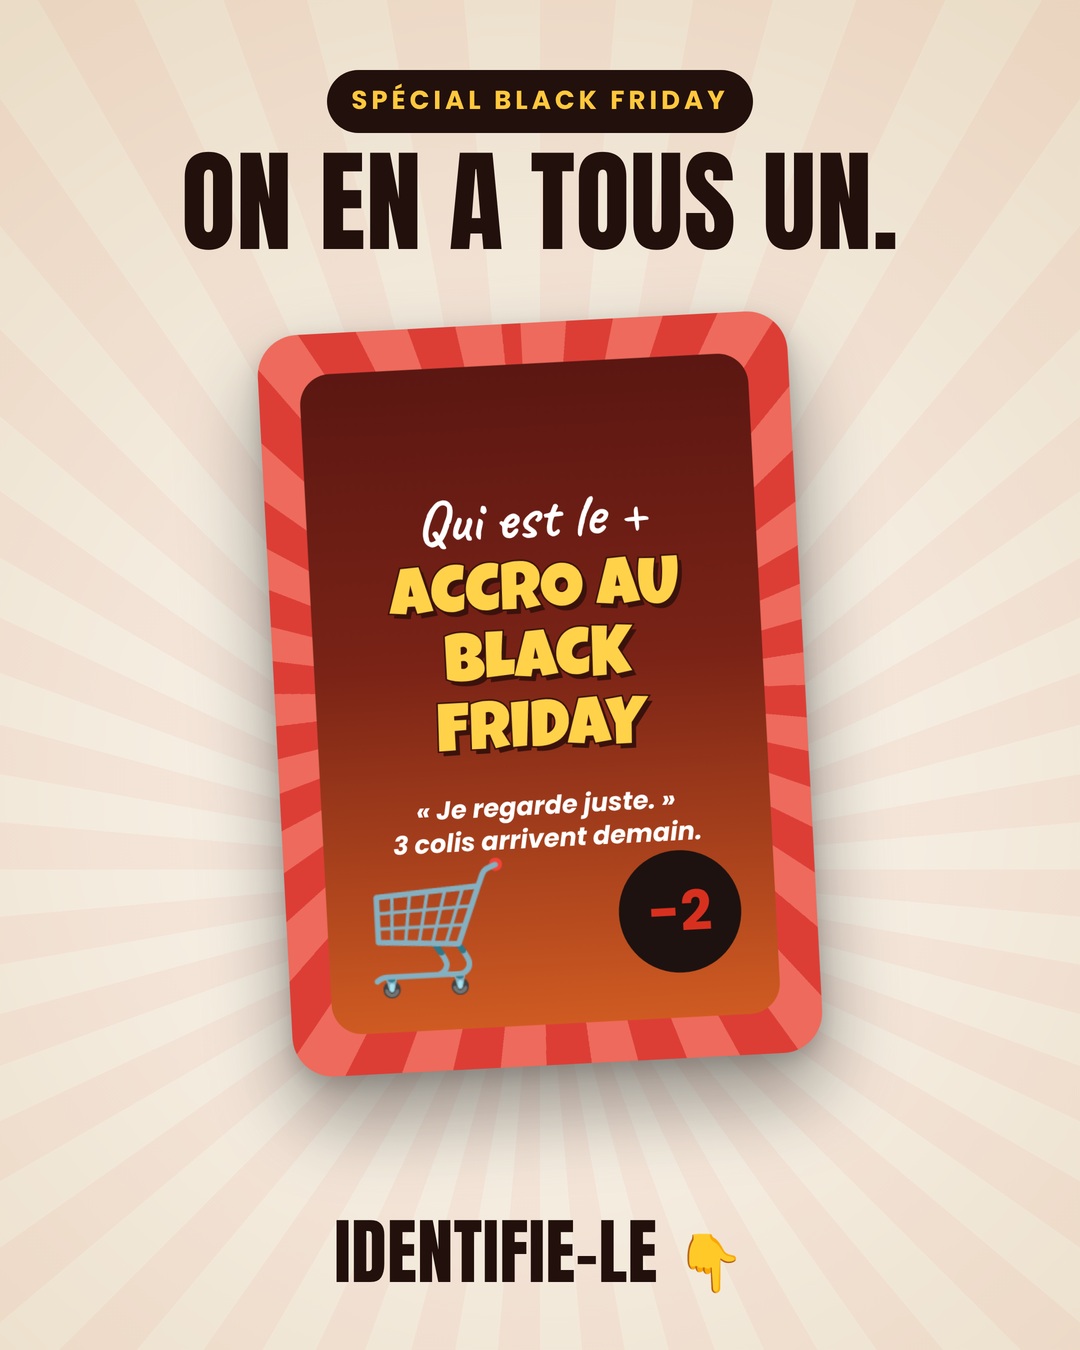 SPÉCIAL BLACK FRIDAY
ON EN A TOUS UN.
Qui est le +
ACCRO AU
BLACK
FRIDAY
« Je regarde juste. »
3 colis arrivent demain.
−2
IDENTIFIE-LE 👇